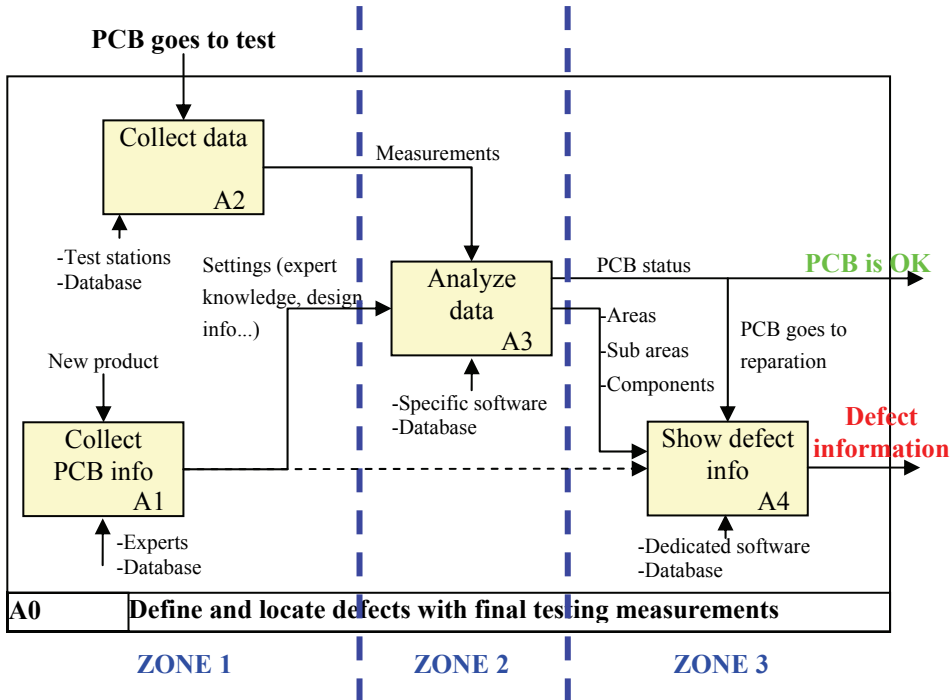 PCB goes to test
Collect data
A2
Measurements
-Test stations
-Database
Settings (expert
knowledge, design
info...)
Analyze
data
A3
PCB status
PCB is OK
-Areas
-Sub areas
-Components
PCB goes to
reparation
New product
-Specific software
-Database
Collect
PCB info
A1
Show defect
info
A4
Defect
information
-Experts
-Database
-Dedicated software
-Database
A0
Define and locate defects with final testing measurements
ZONE 1
ZONE 2
ZONE 3